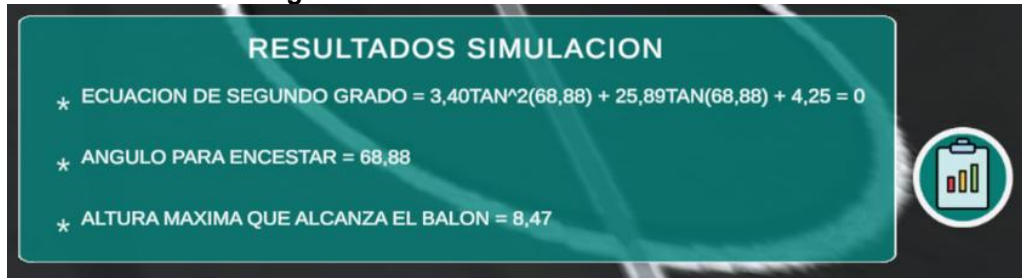 RESULTADOS SIMULACION
* ECUACION DE SEGUNDO GRADO = 3,40TAN^2(68,88) + 25,89TAN(68,88) + 4,25 = 0
* ANGULO PARA ENCESTAR = 68,88
* ALTURA MAXIMA QUE ALCANZA EL BALON = 8,47